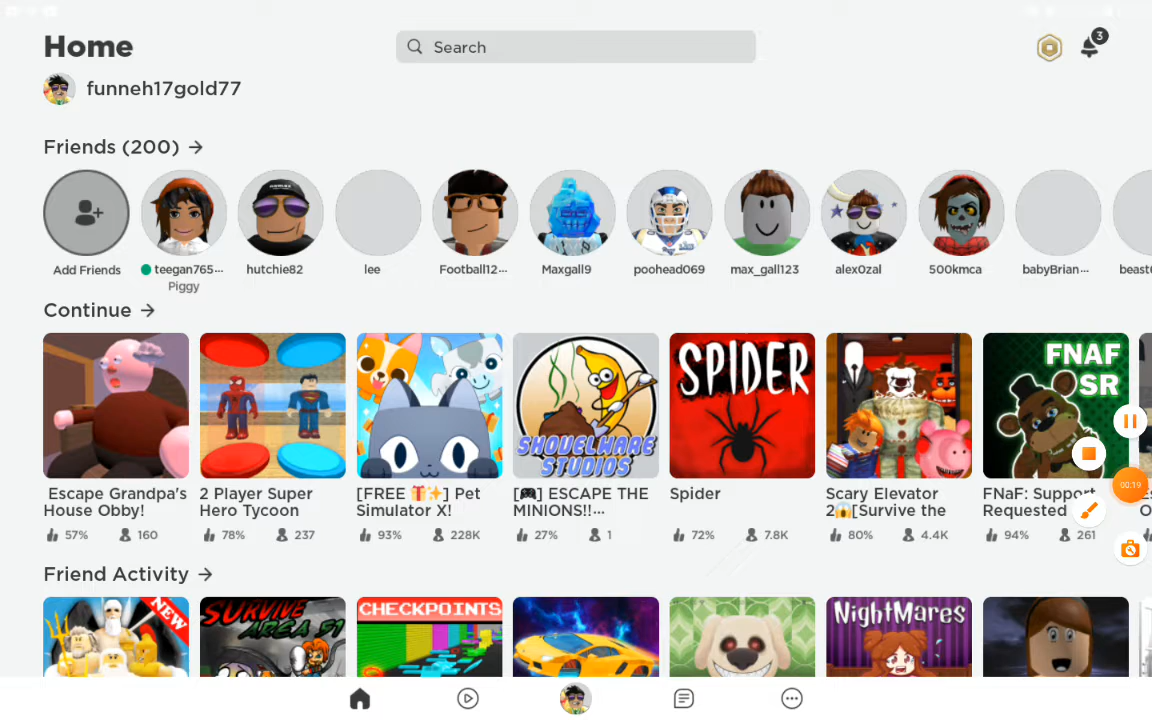 Home
Search
3
funneh17gold77
Friends (200)
Add Friends
teegan765...
Piggy
hutchie82
lee
Football12...
Maxgall9
poohead069
max_gall123
alex0zal
500kmca
babyBrian...
Continue
SPIDER
FNAF
SR
SHOVELWARE
STUDIOS
Escape Grandpa's
House Obby!
57% 160
2 Player Super
Hero Tycoon
78% 237
[FREE 🎁✨] Pet
Simulator X!
93% 228K
[🎮] ESCAPE THE
MINIONS!!...
27% 1
Spider
72% 7.8K
Scary Elevator
2😱[Survive the
80% 4.4K
FNaF: Support
Requested
94% 261
00:19
Friend Activity
NEW
SURVIVE
AREA 51
CHECKPOINTS
NIGHTMARES